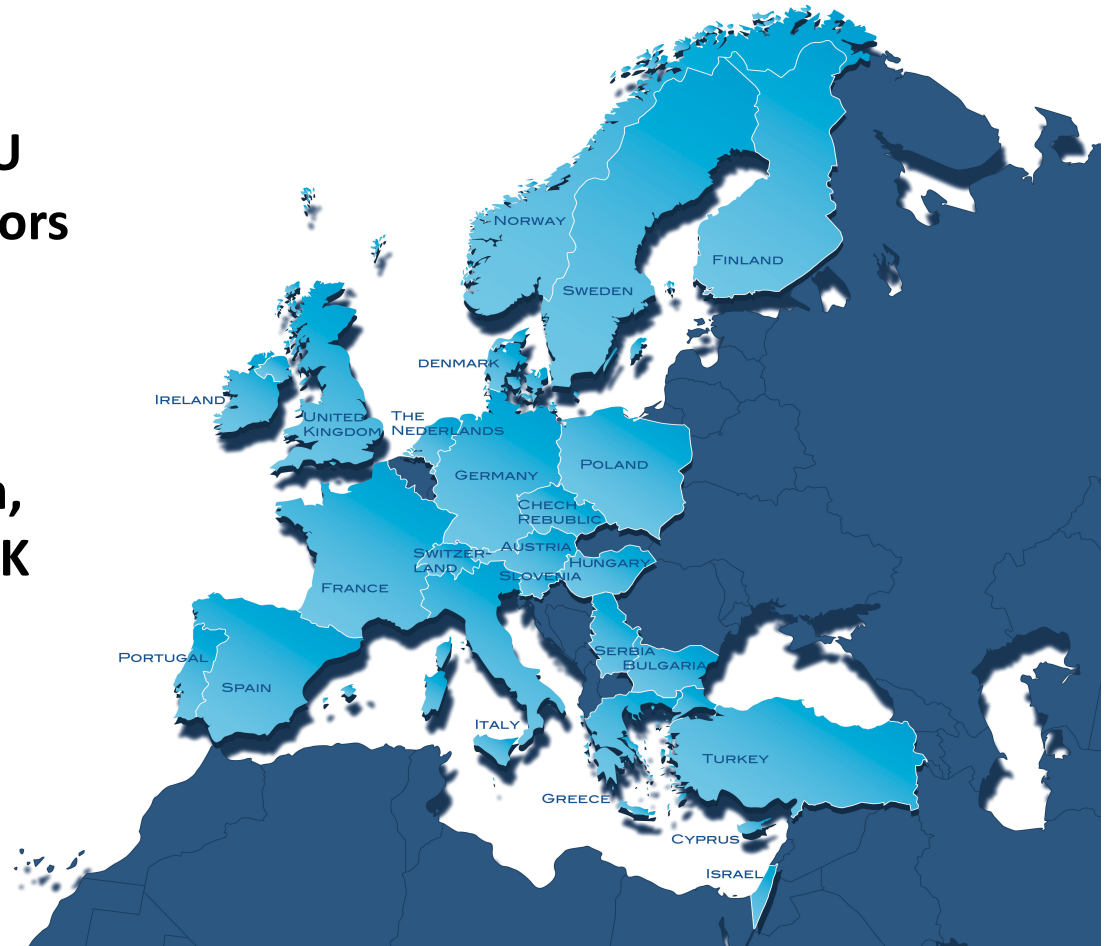 U
ors
n,
K
NORWAY
FINLAND
SWEDEN
DENMARK
IRELAND
UNITED
KINGDOM
THE
NEDERLANDS
GERMANY
POLAND
CHECH
REBUBLIC
AUSTRIA
SWITZER-
LAND
HUNGARY
SLOVENIA
FRANCE
SERBIA
BULGARIA
PORTUGAL
SPAIN
ITALY
TURKEY
GREECE
CYPRUS
ISRAEL